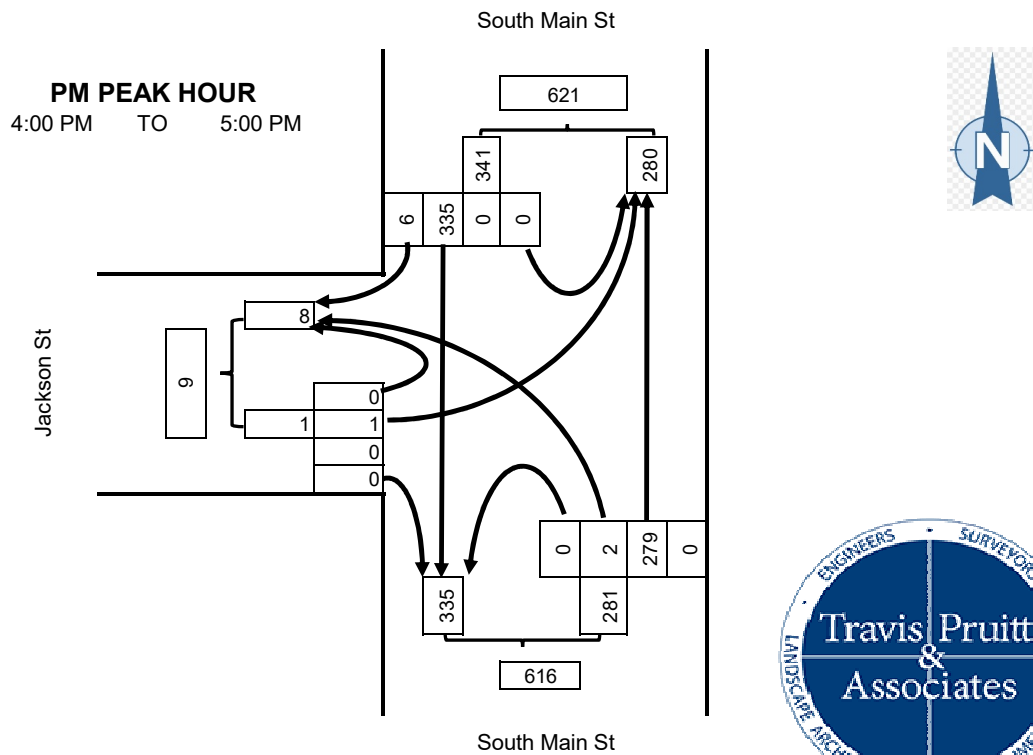 South Main St
PM PEAK HOUR
4:00 PM TO 5:00 PM
621
341
280
6
335
0
0
N
8
9
Jackson St
0
1
1
0
0
0
2
279
0
335
281
616
South Main St
ENGINEERS · SURVEYORS
LANDSCAPE
Travis Pruitt
&
Associates